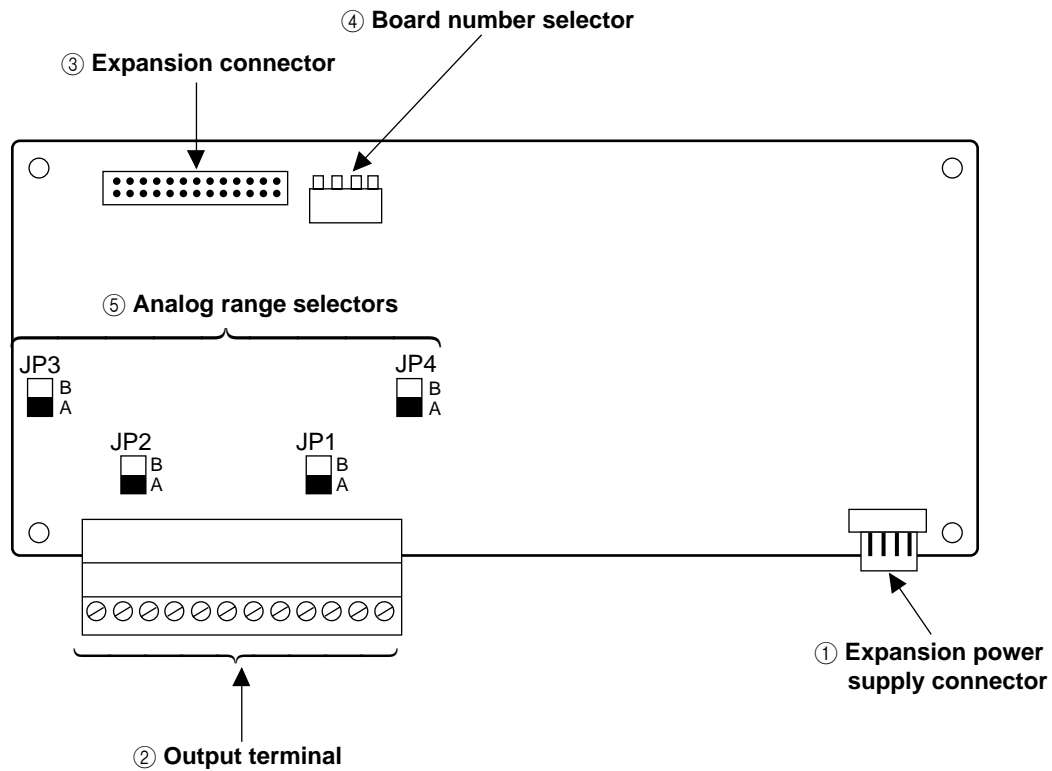 ④ Board number selector
③ Expansion connector
⑤ Analog range selectors
JP3
B
A
JP4
B
A
JP2
B
A
JP1
B
A
① Expansion power
supply connector
② Output terminal